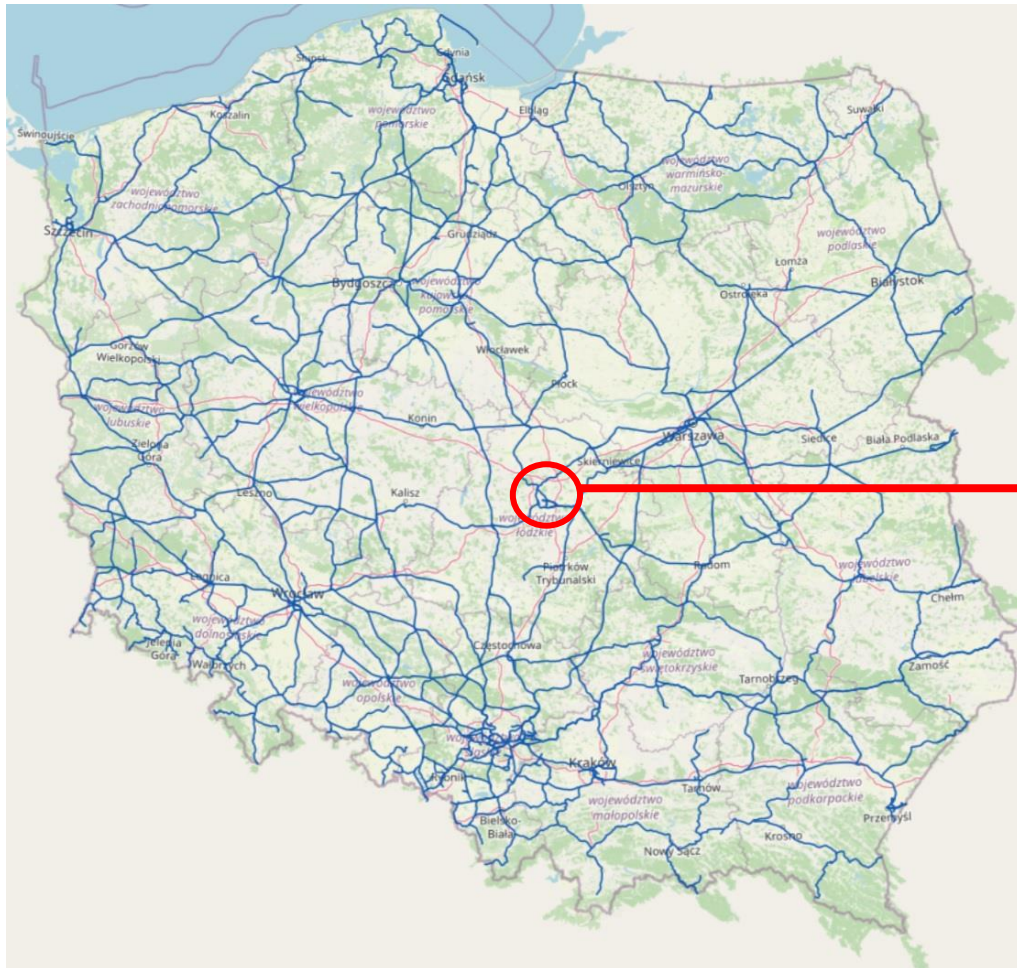 Gdynia
Słupsk
Gdańsk
Koszalin
województwo
pomorskie
Elbląg
Suwałki
Świnoujście
województwo
zachodniopomorskie
Olsztyn
województwo
warmińsko-
mazurskie
Szczecin
Grudziądz
województwo
podlaskie
Łomża
Bydgoszcz
województwo
kujawsko-
pomorskie
Ostrołęka
Białystok
Gorzów
Wielkopolski
Włocławek
Płock
województwo
wielkopolskie
Konin
województwo
lubuskie
Warszawa
Siedlce
Biała Podlaska
Zielona
Góra
Skierniewice
Leszno
Kalisz
województwo
łódzkie
Piotrków
Trybunalski
Radom
województwo
lubelskie
Legnica
Wrocław
Chełm
województwo
dolnośląskie
Jelenia
Góra
Wałbrzych
Częstochowa
województwo
świętokrzyskie
Zamość
województwo
opolskie
Tarnobrzeg
Rybnik
Kraków
Tarnów
województwo
małopolskie
województwo
podkarpackie
Bielsko-
Biała
Przemyśl
Krosno
Nowy Sącz